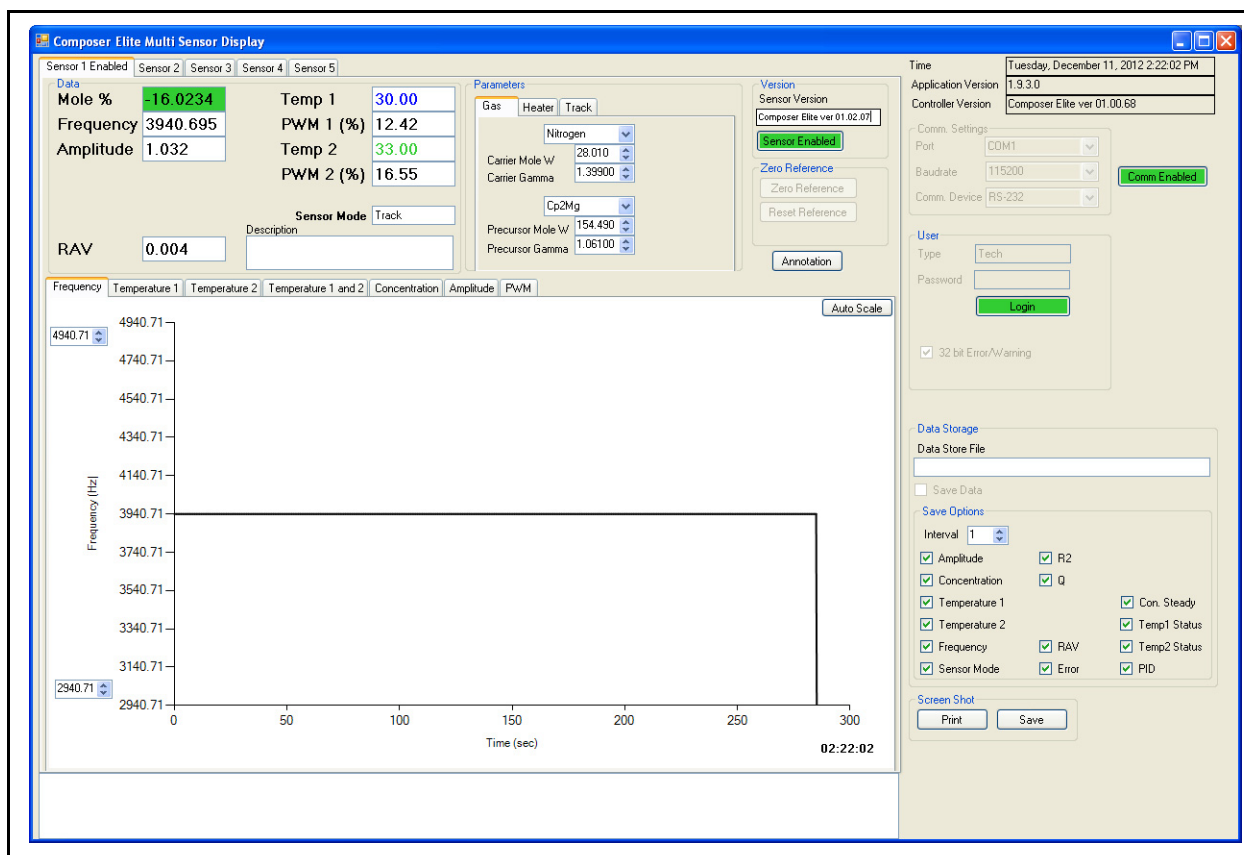 Composer Elite Multi Sensor Display
Sensor 1 Enabled Sensor 2 Sensor 3 Sensor 4 Sensor 5
Data
Mole % -16.0234 Temp 1 30.00
Frequency 3940.695 PWM 1 (%) 12.42
Amplitude 1.032 Temp 2 33.00
PWM 2 (%) 16.55
Sensor Mode Track
Description
RAV 0.004
Parameters
Gas Heater Track
Nitrogen
Carrier Mole W 28.010
Carrier Gamma 1.39900
Cp2Mg
Precursor Mole W 154.490
Precursor Gamma 1.06100
Version
Sensor Version
Composer Elite ver 01.02.07
Sensor Enabled
Zero Reference
Zero Reference
Reset Reference
Annotation
Frequency Temperature 1 Temperature 2 Temperature 1 and 2 Concentration Amplitude PWM
Auto Scale
4940.71
4940.71
4740.71
4540.71
4340.71
4140.71
3940.71
3740.71
3540.71
3340.71
3140.71
2940.71
2940.71
Frequency (Hz)
0 50 100 150 200 250 300
Time (sec)
02:22:02
Time Tuesday, December 11, 2012 2:22:02 PM
Application Version 1.9.3.0
Controller Version Composer Elite ver 01.00.68
Comm. Settings
Port COM1
Baudrate 115200
Comm. Device RS-232
Comm Enabled
User
Type Tech
Password
Login
32 bit Error/Warning
Data Storage
Data Store File
Save Data
Save Options
Interval 1
Amplitude R2
Concentration Q
Temperature 1 Con. Steady
Temperature 2 Temp1 Status
Frequency RAV Temp2 Status
Sensor Mode Error PID
Screen Shot
Print Save